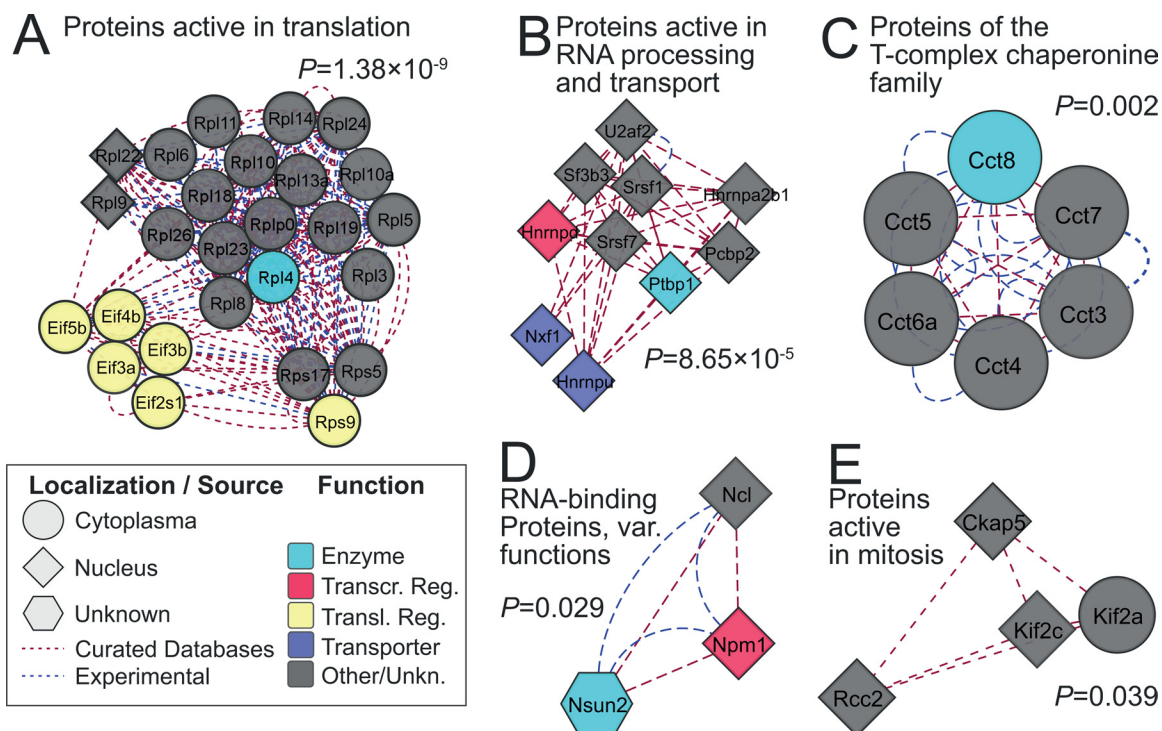 A Proteins active in translation
P=1.38×10-9
Rpl11
Rpl14
Rpl24
Rpl22
Rpl6
Rpl10
Rpl13a
Rpl10a
Rpl9
Rpl18
Rpl26
Rpl23
Rplp0
Rpl19
Rpl5
Rpl4
Rpl3
Rpl8
Eif5b
Eif4b
Eif3b
Eif3a
Eif2s1
Rps17
Rps5
Rps9
B Proteins active in
RNA processing
and transport
U2af2
Sf3b3
Srsf1
Hnrnpa2b1
Hnrnpd
Srsf7
Pcbp2
Ptbp1
Nxf1
Hnrnpu
P=8.65×10-5
C Proteins of the
T-complex chaperonine
family
P=0.002
Cct8
Cct5
Cct7
Cct6a
Cct3
Cct4
Localization / Source
Cytoplasma
Nucleus
Unknown
Curated Databases
Experimental
Function
Enzyme
Transcr. Reg.
Transl. Reg.
Transporter
Other/Unkn.
D
RNA-binding
Proteins, var.
functions
P=0.029
Ncl
Npm1
Nsun2
E
Proteins
active
in mitosis
Ckap5
Kif2c
Kif2a
Rcc2
P=0.039